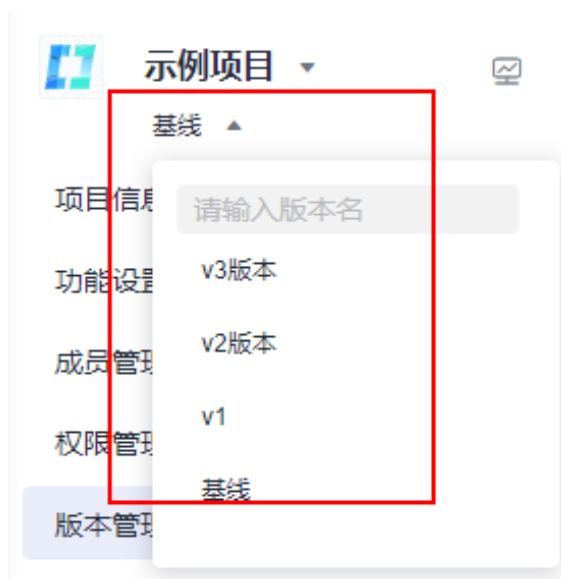 示例项目
基线
项目信息
请输入版本名
功能设置
v3版本
v2版本
成员管理
v1
权限管理
基线
版本管理